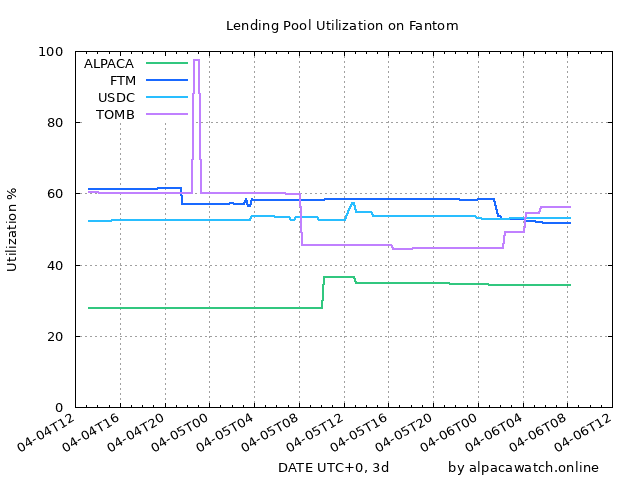 Lending Pool Utilization on Fantom
100
80
60
40
20
0
Utilization %
ALPACA
FTM
USDC
TOMB
04-04T12
04-04T16
04-04T20
04-05T00
04-05T04
04-05T08
04-05T12
04-05T16
04-05T20
04-06T00
04-06T04
04-06T08
04-06T12
DATE UTC+0, 3d
by alpacawatch.online